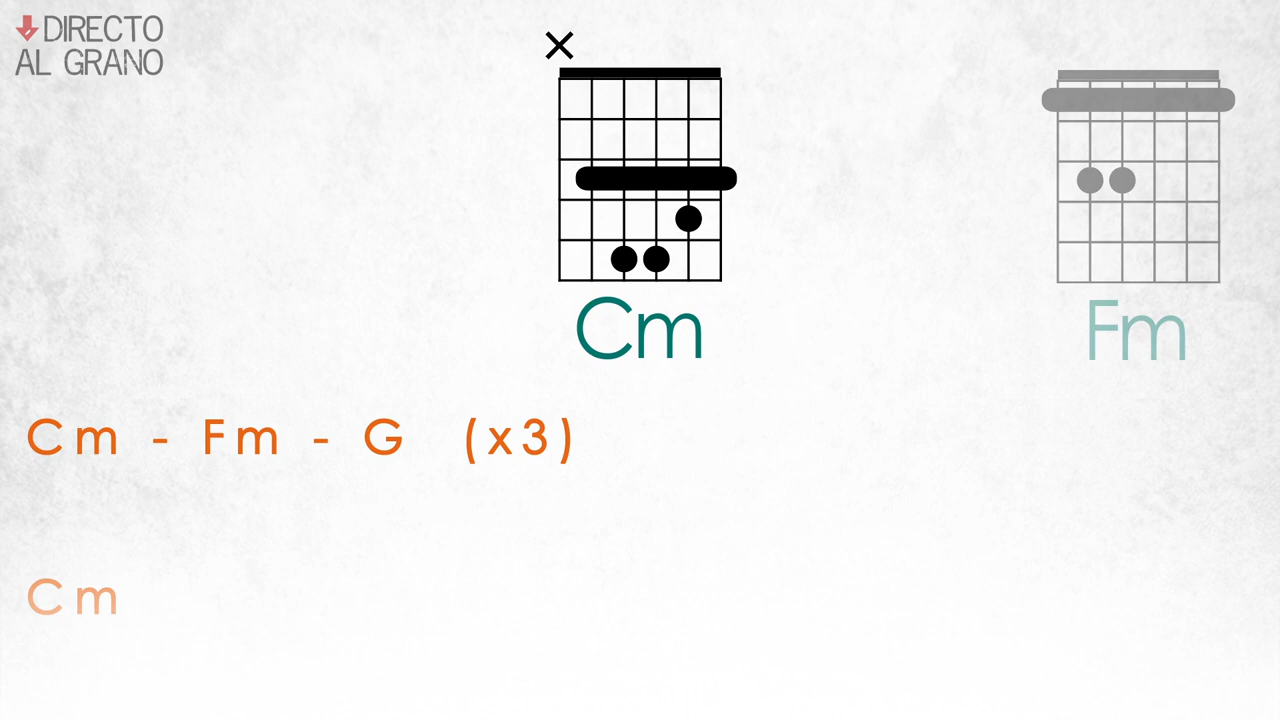 DIRECTO
AL GRANO
×
Cm
Fm
Cm - Fm - G (x3)
Cm